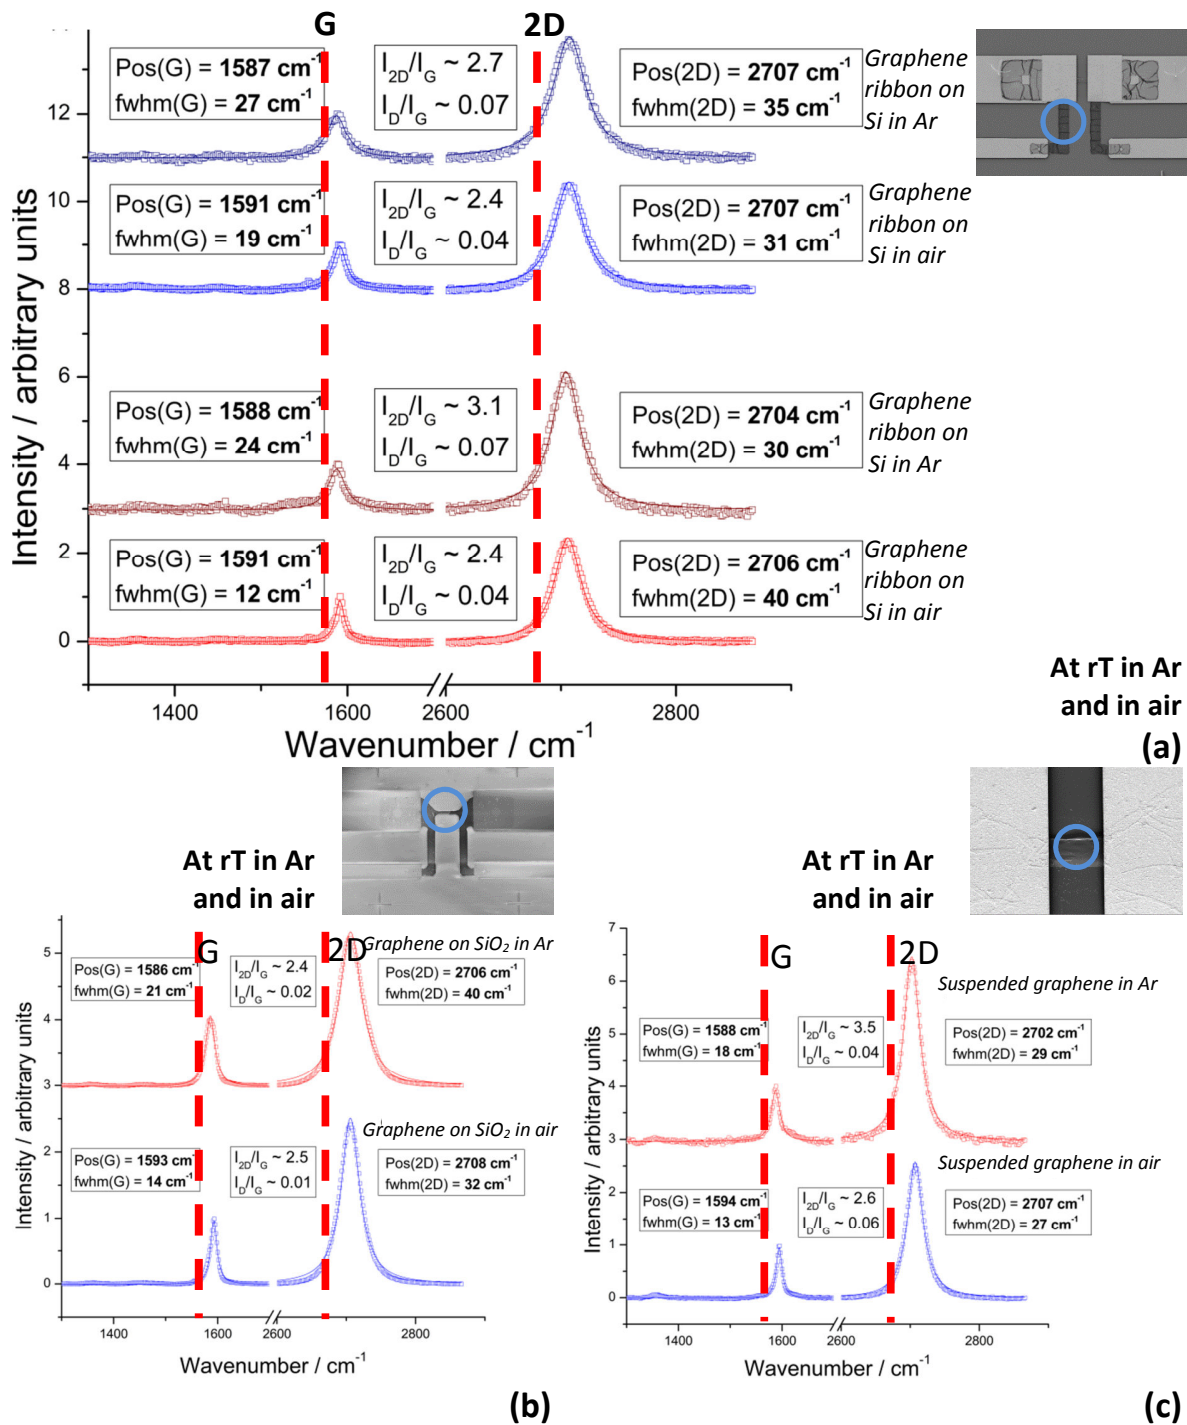 G
2D
Pos(G) = 1587 cm⁻¹
fwhm(G) = 27 cm⁻¹
I2D/IG ~ 2.7
ID/IG ~ 0.07
Pos(2D) = 2707 cm⁻¹
fwhm(2D) = 35 cm⁻¹
Graphene
ribbon on
Si in Ar
12
Pos(G) = 1591 cm⁻¹
fwhm(G) = 19 cm⁻¹
I2D/IG ~ 2.4
ID/IG ~ 0.04
Pos(2D) = 2707 cm⁻¹
fwhm(2D) = 31 cm⁻¹
Graphene
ribbon on
Si in air
10
8
6
Pos(G) = 1588 cm⁻¹
fwhm(G) = 24 cm⁻¹
I2D/IG ~ 3.1
ID/IG ~ 0.07
Pos(2D) = 2704 cm⁻¹
fwhm(2D) = 30 cm⁻¹
Graphene
ribbon on
Si in Ar
4
Pos(G) = 1591 cm⁻¹
fwhm(G) = 12 cm⁻¹
I2D/IG ~ 2.4
ID/IG ~ 0.04
Pos(2D) = 2706 cm⁻¹
fwhm(2D) = 40 cm⁻¹
Graphene
ribbon on
Si in air
2
0
Intensity / arbitrary units
1400 1600 2600 2800
Wavenumber / cm⁻¹
At rT in Ar
and in air
(a)
At rT in Ar
and in air
G
2D
Graphene on SiO2 in Ar
Pos(G) = 1586 cm⁻¹
fwhm(G) = 21 cm⁻¹
I2D/IG ~ 2.4
ID/IG ~ 0.02
Pos(2D) = 2706 cm⁻¹
fwhm(2D) = 40 cm⁻¹
5
3
Graphene on SiO2 in air
Pos(G) = 1593 cm⁻¹
fwhm(G) = 14 cm⁻¹
I2D/IG ~ 2.5
ID/IG ~ 0.01
Pos(2D) = 2708 cm⁻¹
fwhm(2D) = 32 cm⁻¹
2
1
0
Intensity / arbitrary units
1400 1600 2600 2800
Wavenumber / cm⁻¹
(b)
At rT in Ar
and in air
G
2D
Suspended graphene in Ar
Pos(G) = 1588 cm⁻¹
fwhm(G) = 18 cm⁻¹
I2D/IG ~ 3.5
ID/IG ~ 0.04
Pos(2D) = 2702 cm⁻¹
fwhm(2D) = 29 cm⁻¹
7
6
4
3
Suspended graphene in air
Pos(G) = 1594 cm⁻¹
fwhm(G) = 13 cm⁻¹
I2D/IG ~ 2.6
ID/IG ~ 0.06
Pos(2D) = 2707 cm⁻¹
fwhm(2D) = 27 cm⁻¹
2
1
0
Intensity / arbitrary units
1400 1600 2600 2800
Wavenumber / cm⁻¹
(c)